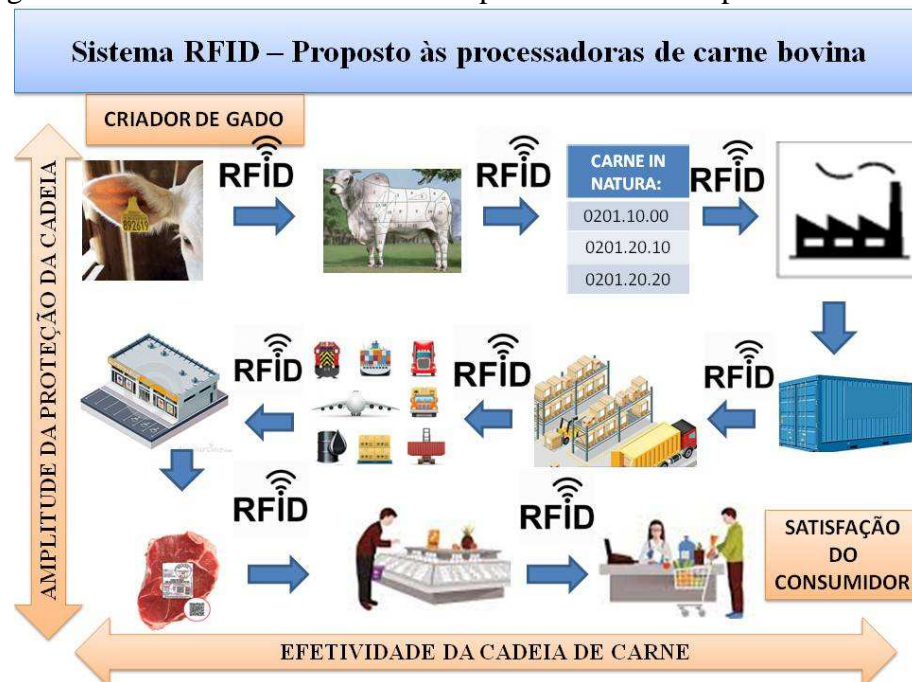 Sistema RFID – Proposto às processadoras de carne bovina
CRIADOR DE GADO
RFID
RFID
RFID
892619
CARNE IN
NATURA:
0201.10.00
0201.20.10
0201.20.20
AMPLITUDE DA PROTEÇÃO DA CADEIA
RFID
RFID
RFID
RFID
RFID
SATISFAÇÃO
DO
CONSUMIDOR
EFETIVIDADE DA CADEIA DE CARNE